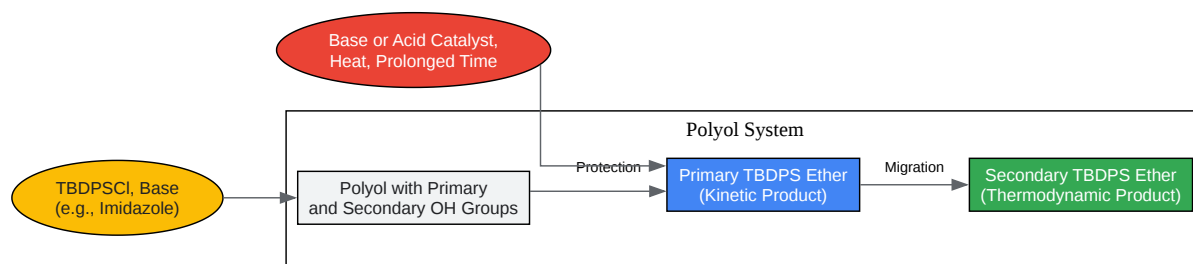 Base or Acid Catalyst,
Heat, Prolonged Time
Polyol System
TBDPSCl, Base
(e.g., Imidazole)
Polyol with Primary
and Secondary OH Groups
Protection
Primary TBDPS Ether
(Kinetic Product)
Migration
Secondary TBDPS Ether
(Thermodynamic Product)